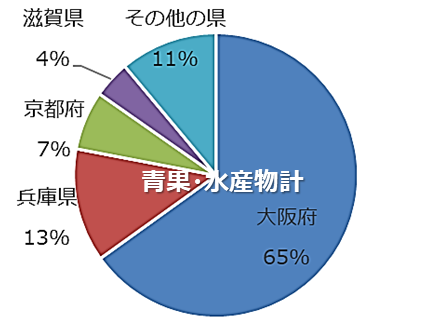 滋賀県
4%
その他の県
11%
京都府
7%
兵庫県
13%
青果・水産物計
大阪府
65%